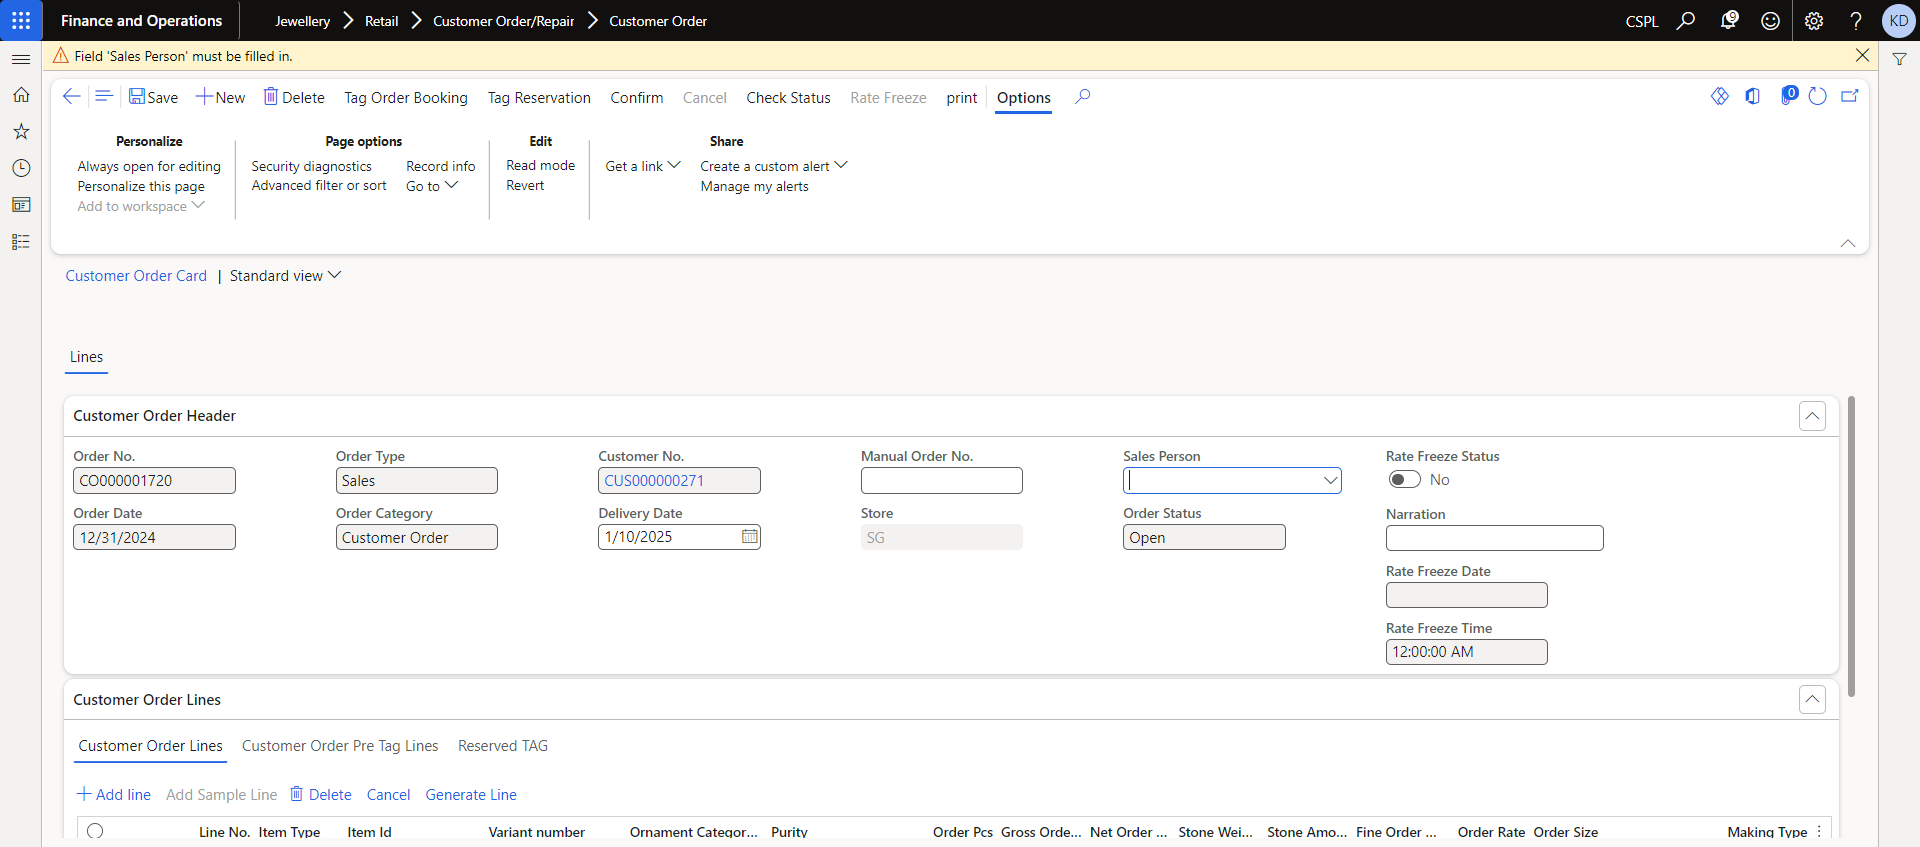 Finance and Operations
Jewellery > Retail > Customer Order/Repair > Customer Order
CSPL
9
KD
Field 'Sales Person' must be filled in.
Save New Delete Tag Order Booking Tag Reservation Confirm Cancel Check Status Rate Freeze print Options
0
Personalize
Always open for editing
Personalize this page
Add to workspace
Page options
Security diagnostics
Advanced filter or sort
Record info
Go to
Edit
Read mode
Revert
Share
Get a link
Create a custom alert
Manage my alerts
Customer Order Card | Standard view
Lines
Customer Order Header
Order No.
CO000001720
Order Date
12/31/2024
Order Type
Sales
Order Category
Customer Order
Customer No.
CUS000000271
Delivery Date
1/10/2025
Manual Order No.
Store
SG
Sales Person
Order Status
Open
Rate Freeze Status
No
Narration
Rate Freeze Date
Rate Freeze Time
12:00:00 AM
Customer Order Lines
Customer Order Lines Customer Order Pre Tag Lines Reserved TAG
Add line Add Sample Line Delete Cancel Generate Line
Line No. Item Type Item Id Variant number Ornament Categor... Purity Order Pcs Gross Orde... Net Order ... Stone Wei... Stone Amo... Fine Order ... Order Rate Order Size Making Type